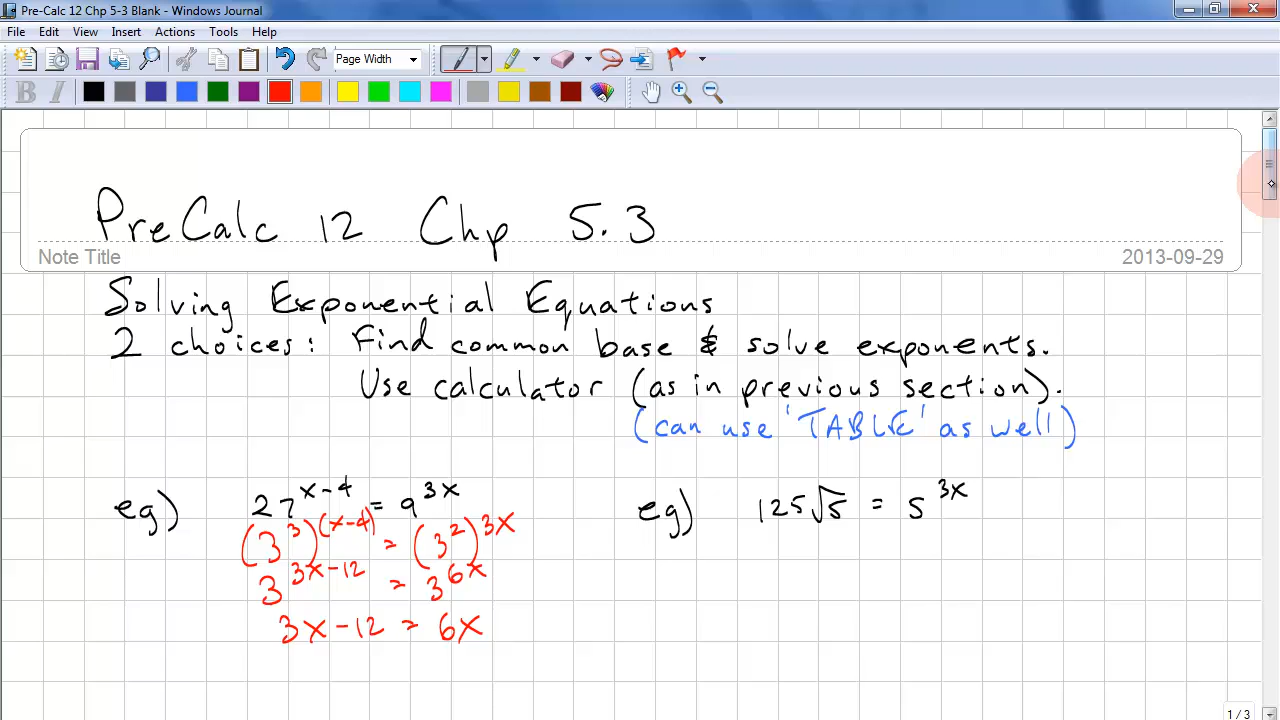 Pre-Calc 12 Chp 5-3 Blank - Windows Journal
File Edit View Insert Actions Tools Help
Page Width
B I
PreCalc 12 Chp 5.3
Note Title
2013-09-29
Solving Exponential Equations
2 choices: Find common base & solve exponents.
Use calculator (as in previous section).
(can use 'TABLE' as well)
eg) 27^(x-4) = 9^(3x)
(3^3)^(x-4) = (3^2)^(3x)
3^(3x-12) = 3^(6x)
3x-12 = 6x
eg) 125√5 = 5^(3x)
1 / 3